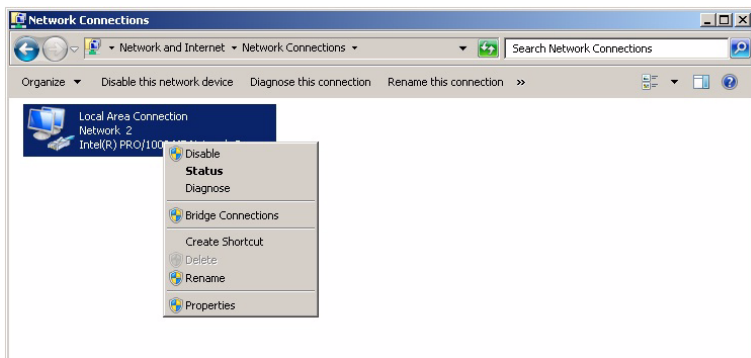 Network Connections
Network and Internet Network Connections Search Network Connections
Organize Disable this network device Diagnose this connection Rename this connection »
Local Area Connection
Network 2
Intel(R) PRO/100
Disable
Status
Diagnose
Bridge Connections
Create Shortcut
Delete
Rename
Properties